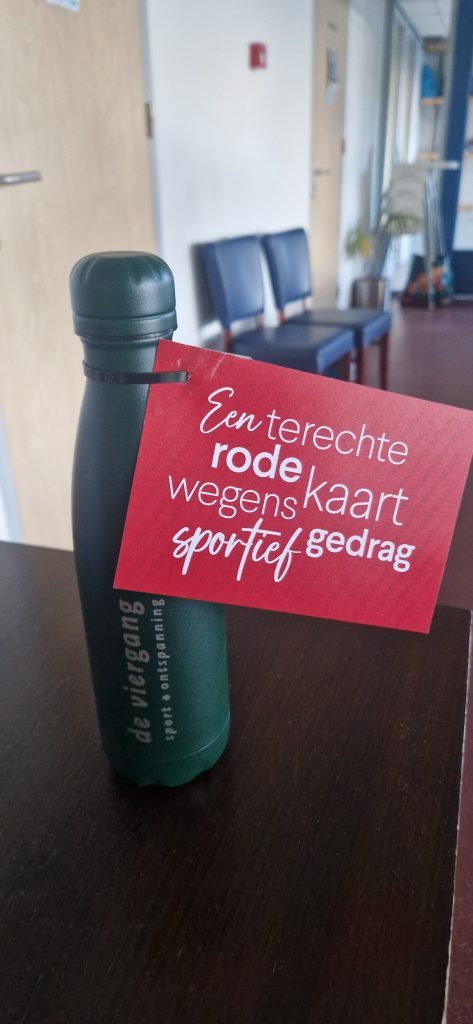 Een terechte
rode kaart
wegens
sportief gedrag
de viergang
sport & ontspanning